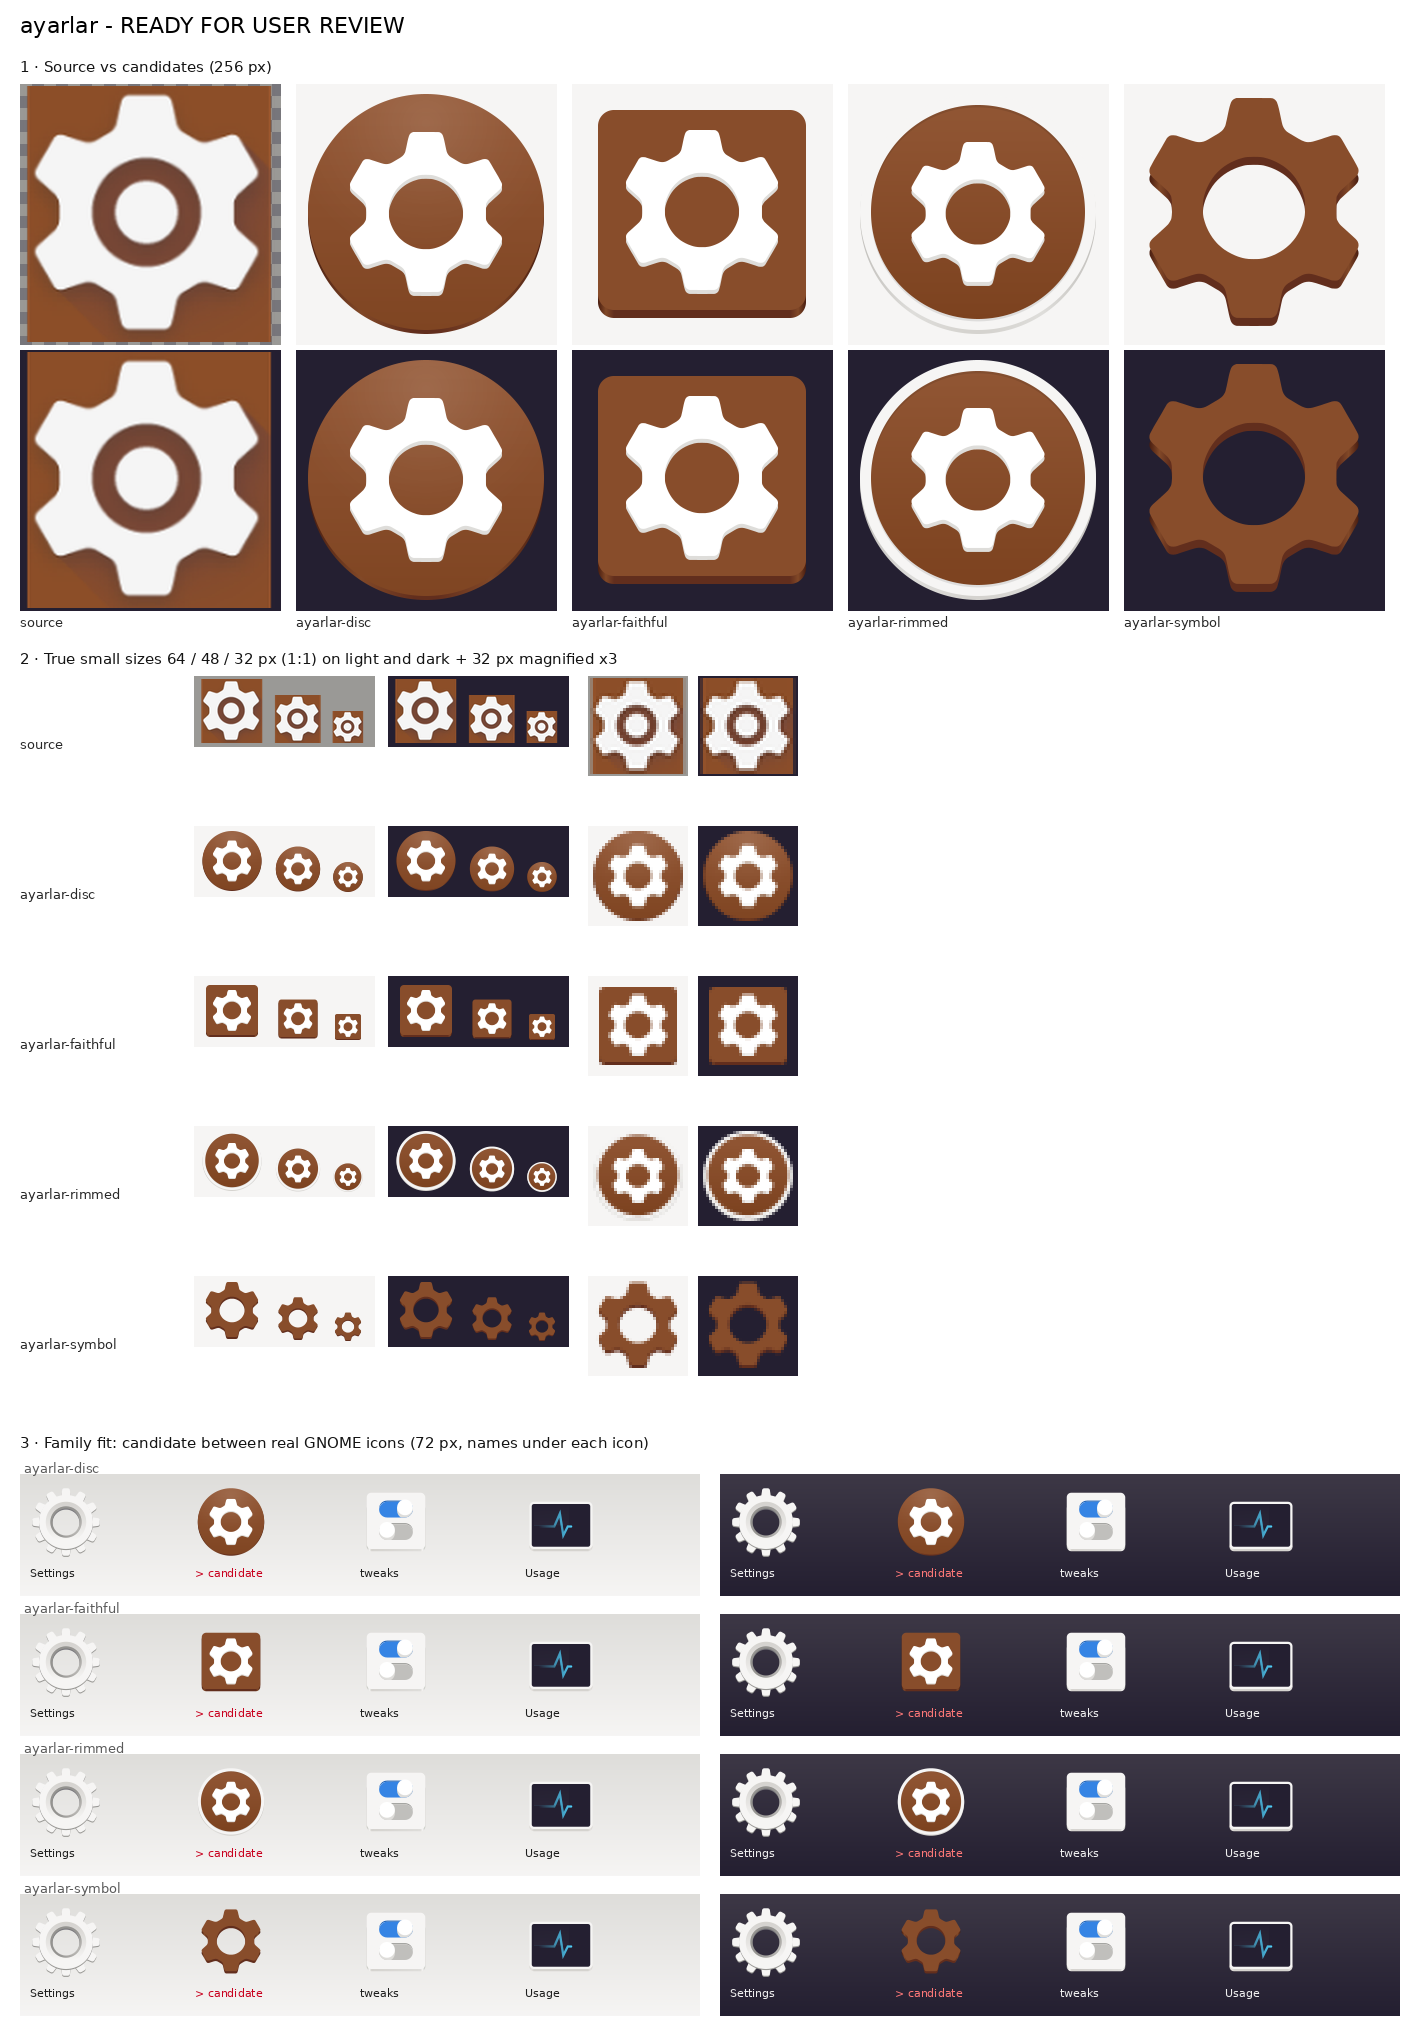 ayarlar - READY FOR USER REVIEW
1 · Source vs candidates (256 px)
source ayarlar-disc ayarlar-faithful ayarlar-rimmed ayarlar-symbol
2 · True small sizes 64 / 48 / 32 px (1:1) on light and dark + 32 px magnified x3
source
ayarlar-disc
ayarlar-faithful
ayarlar-rimmed
ayarlar-symbol
3 · Family fit: candidate between real GNOME icons (72 px, names under each icon)
ayarlar-disc
Settings > candidate tweaks Usage Settings > candidate tweaks Usage
ayarlar-faithful
Settings > candidate tweaks Usage Settings > candidate tweaks Usage
ayarlar-rimmed
Settings > candidate tweaks Usage Settings > candidate tweaks Usage
ayarlar-symbol
Settings > candidate tweaks Usage Settings > candidate tweaks Usage